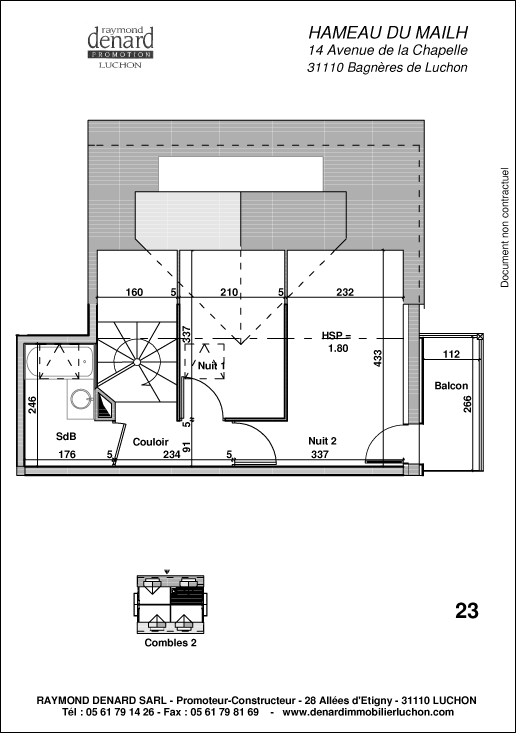 raymond
denard
PROMOTION
LUCHON
HAMEAU DU MAILH
14 Avenue de la Chapelle
31110 Bagnères de Luchon
Document non contractuel
160 5 210 5 232
337
HSP =
1.80
433
Nuit 1
112
Balcon
266
246
SdB
Couloir
5
91
Nuit 2
176 5 234 5 337
Combles 2
23
RAYMOND DENARD SARL - Promoteur-Constructeur - 28 Allées d'Etigny - 31110 LUCHON
Tél : 05 61 79 14 26 - Fax : 05 61 79 81 69 - www.denardimmobilierluchon.com